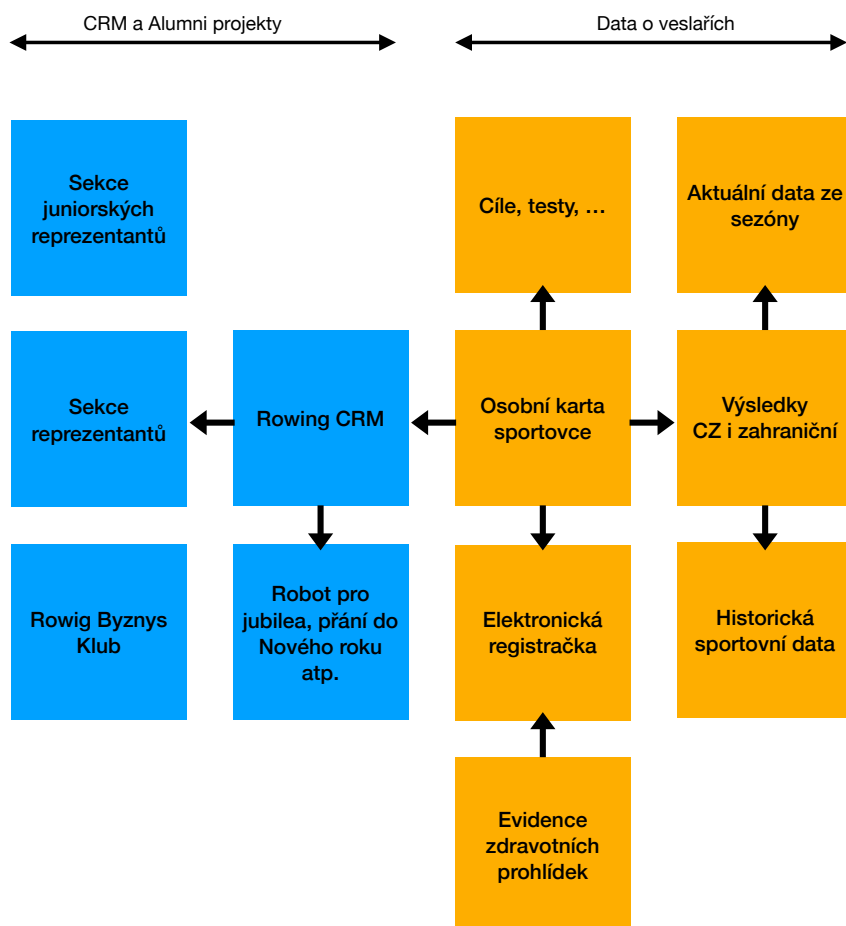 CRM a Alumni projekty
Data o veslařích
Sekce
juniorských
reprezentantů
Cíle, testy, …
Aktuální data ze
sezóny
Sekce
reprezentantů
Rowing CRM
Osobní karta
sportovce
Výsledky
CZ i zahraniční
Rowig Byznys
Klub
Robot pro
jubilea, přání do
Nového roku
atp.
Elektronická
registračka
Historická
sportovní data
Evidence
zdravotních
prohlídek